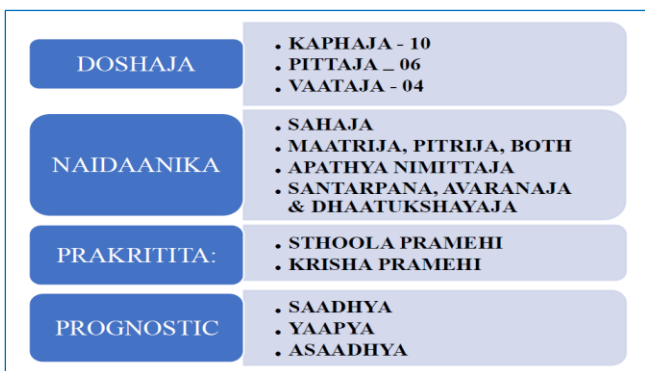 DOSHAJA
. KAPHAJA - 10
. PITTAJA _ 06
. VAATAJA - 04
NAIDAANIKA
. SAHAJA
. MAATRIJA, PITRIJA, BOTH
. APATHYA NIMITTAJA
. SANTARPANA, AVARANAJA
& DHAATUKSHAYAJA
PRAKRITITA:
. STHOOLA PRAMEHI
. KRISHA PRAMEHI
PROGNOSTIC
. SAADHYA
. YAAPYA
. ASAADHYA